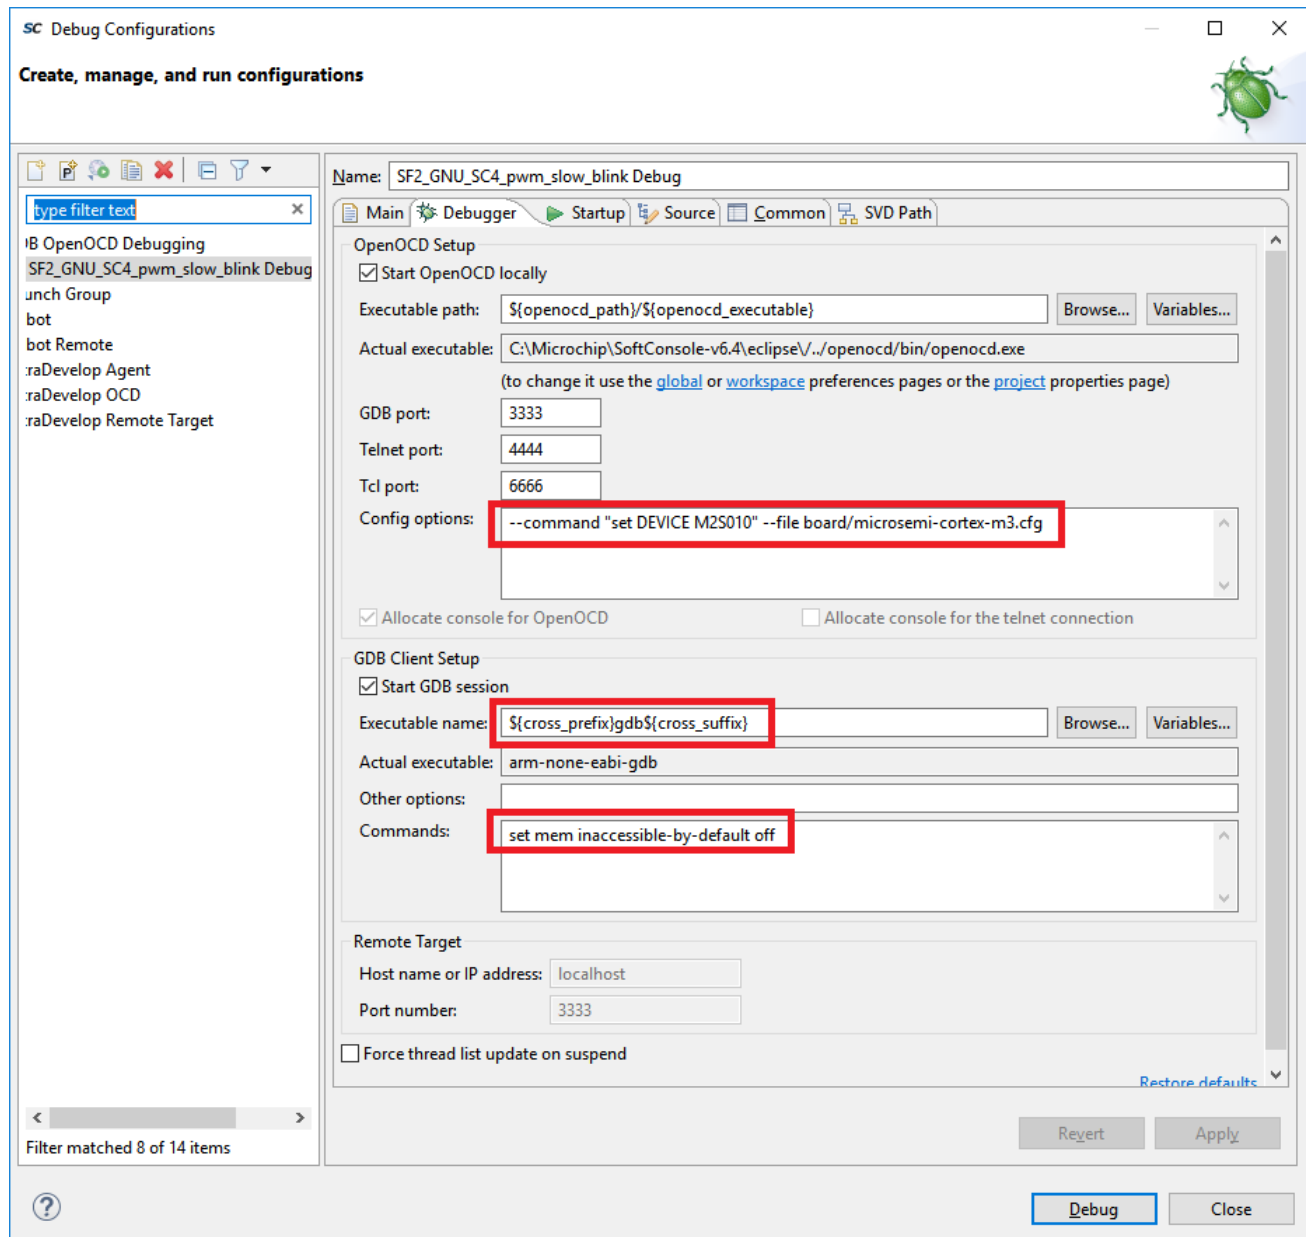 SC Debug Configurations
Create, manage, and run configurations
type filter text
IB OpenOCD Debugging
SF2_GNU_SC4_pwm_slow_blink Debug
unch Group
bot
bot Remote
raDevelop Agent
raDevelop OCD
raDevelop Remote Target
Filter matched 8 of 14 items
Name: SF2_GNU_SC4_pwm_slow_blink Debug
Main Debugger Startup Source Common SVD Path
OpenOCD Setup
Start OpenOCD locally
Executable path: ${openocd_path}/${openocd_executable} Browse... Variables...
Actual executable: C:\Microchip\SoftConsole-v6.4\eclipse\/../openocd/bin/openocd.exe
(to change it use the global or workspace preferences pages or the project properties page)
GDB port: 3333
Telnet port: 4444
Tcl port: 6666
Config options: --command "set DEVICE M2S010" --file board/microsemi-cortex-m3.cfg
Allocate console for OpenOCD Allocate console for the telnet connection
GDB Client Setup
Start GDB session
Executable name: ${cross_prefix}gdb${cross_suffix} Browse... Variables...
Actual executable: arm-none-eabi-gdb
Other options:
Commands: set mem inaccessible-by-default off
Remote Target
Host name or IP address: localhost
Port number: 3333
Force thread list update on suspend
Restore defaults
Revert Apply
? Debug Close